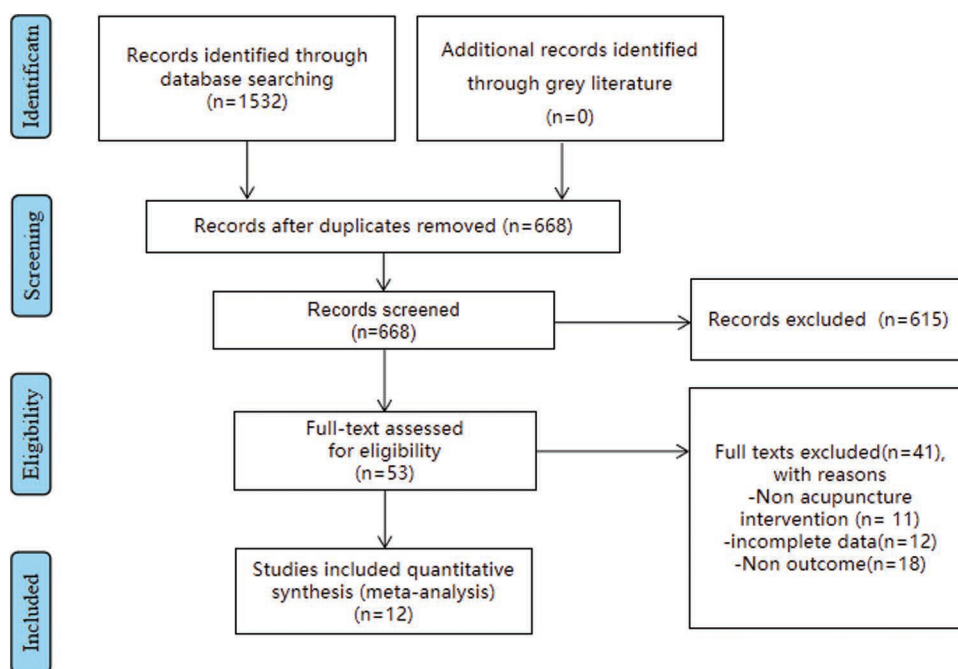 Identificatn
Records identified through
database searching
(n=1532)
Additional records identified
through grey literature
(n=0)
Screening
Records after duplicates removed (n=668)
Records screened
(n=668)
Records excluded (n=615)
Eligibility
Full-text assessed
for eligibility
(n=53)
Full texts excluded(n=41),
with reasons
-Non acupuncture
intervention (n= 11)
-incomplete data(n=12)
-Non outcome(n=18)
Included
Studies included quantitative
synthesis (meta-analysis)
(n=12)